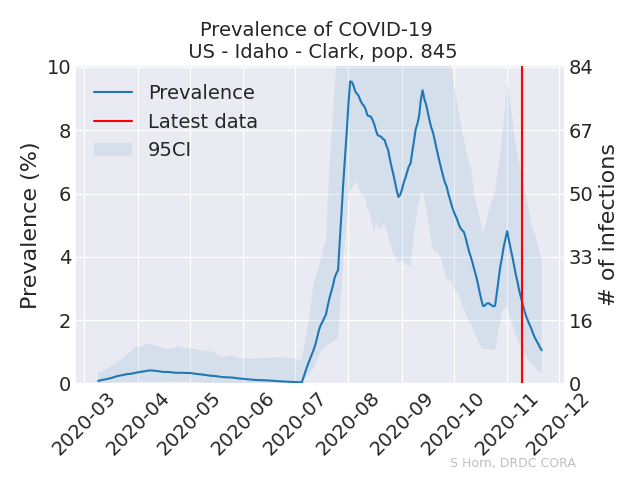 Prevalence of COVID-19
US - Idaho - Clark, pop. 845
Prevalence (%)
10
8
6
4
2
0
Prevalence
Latest data
95CI
84
67
50
33
16
0
# of infections
2020-03
2020-04
2020-05
2020-06
2020-07
2020-08
2020-09
2020-10
2020-11
2020-12
S Horn, DRDC CORA